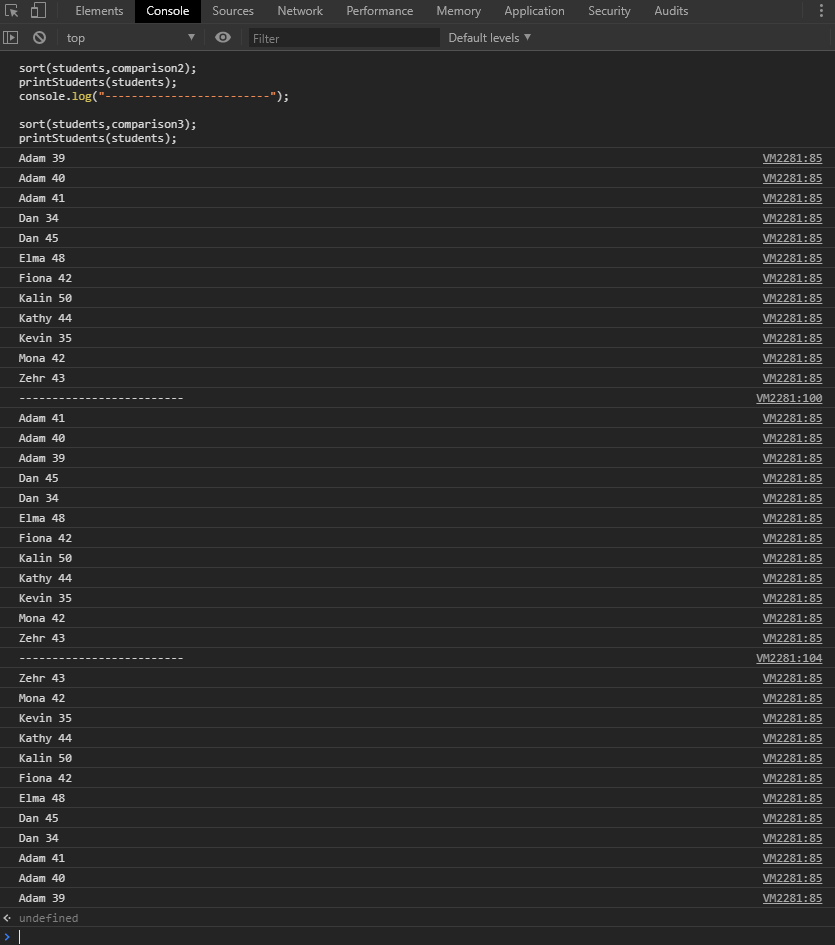 Elements Console Sources Network Performance Memory Application Security Audits
top Filter Default levels
sort(students,comparison2);
printStudents(students);
console.log("-------------------------");
sort(students,comparison3);
printStudents(students);
Adam 39 VM2281:85
Adam 40 VM2281:85
Adam 41 VM2281:85
Dan 34 VM2281:85
Dan 45 VM2281:85
Elma 48 VM2281:85
Fiona 42 VM2281:85
Kalin 50 VM2281:85
Kathy 44 VM2281:85
Kevin 35 VM2281:85
Mona 42 VM2281:85
Zehr 43 VM2281:85
------------------------- VM2281:100
Adam 41 VM2281:85
Adam 40 VM2281:85
Adam 39 VM2281:85
Dan 45 VM2281:85
Dan 34 VM2281:85
Elma 48 VM2281:85
Fiona 42 VM2281:85
Kalin 50 VM2281:85
Kathy 44 VM2281:85
Kevin 35 VM2281:85
Mona 42 VM2281:85
Zehr 43 VM2281:85
------------------------- VM2281:104
Zehr 43 VM2281:85
Mona 42 VM2281:85
Kevin 35 VM2281:85
Kathy 44 VM2281:85
Kalin 50 VM2281:85
Fiona 42 VM2281:85
Elma 48 VM2281:85
Dan 45 VM2281:85
Dan 34 VM2281:85
Adam 41 VM2281:85
Adam 40 VM2281:85
Adam 39 VM2281:85
undefined